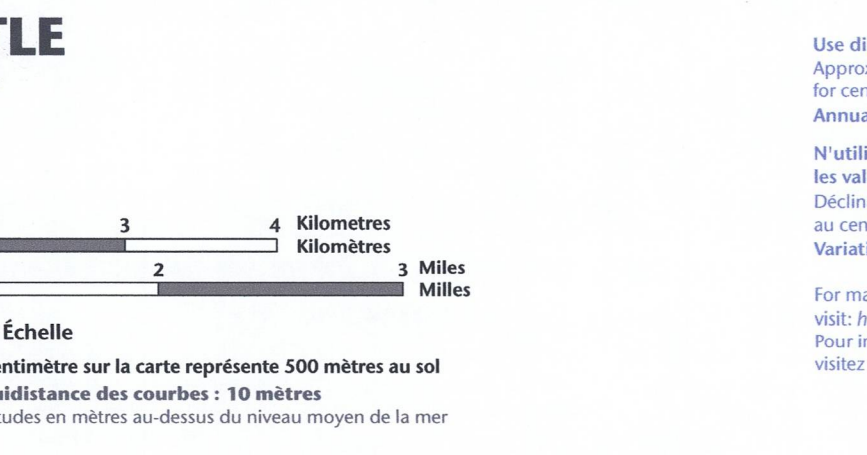 TLE
3 4 Kilometres
Kilomètres
2 3 Miles
Milles
Échelle
entimètre sur la carte représente 500 mètres au sol
uidistance des courbes : 10 mètres
tudes en mètres au-dessus du niveau moyen de la mer
Use di
Approx
for cen
Annua
N'utili
les val
Déclin
au cen
Variati
For ma
visit: h
Pour in
visitez